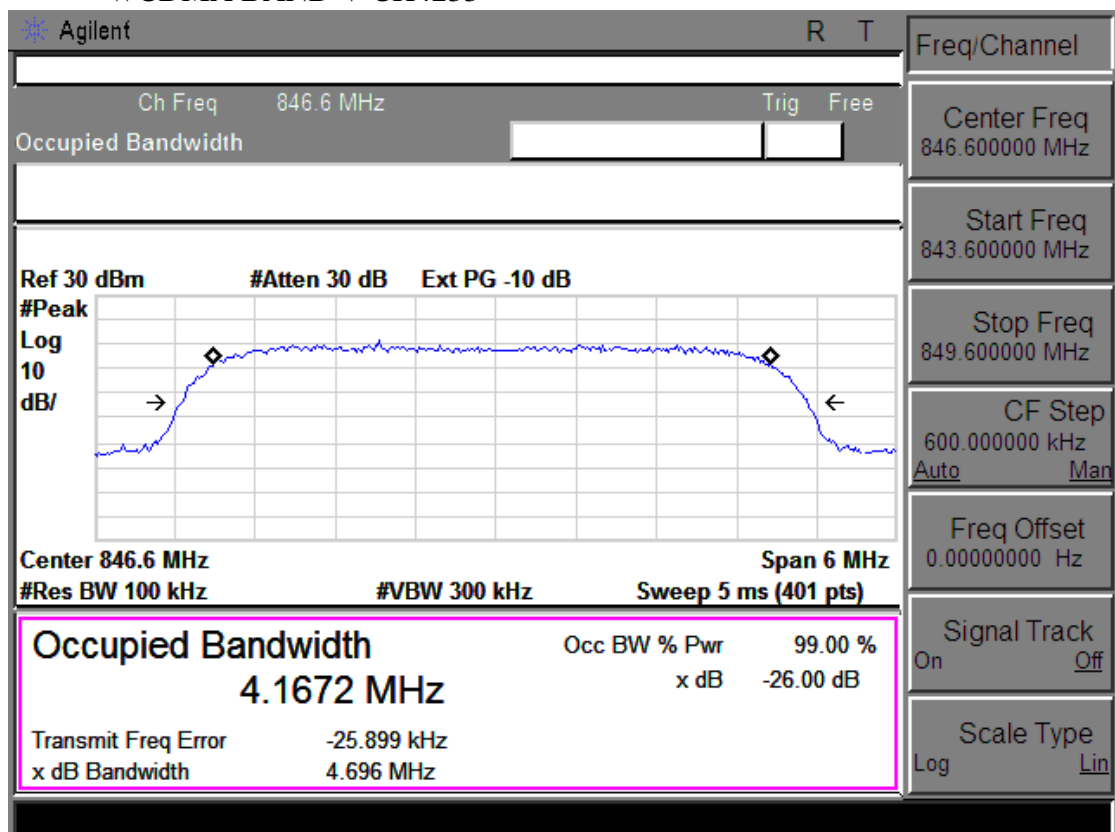 Agilent R T
Freq/Channel
Ch Freq 846.6 MHz Trig Free
Occupied Bandwidth
Center Freq
846.600000 MHz
Start Freq
843.600000 MHz
Ref 30 dBm #Atten 30 dB Ext PG -10 dB
#Peak
Log
10
dB/
Stop Freq
849.600000 MHz
CF Step
600.000000 kHz
Auto Man
Freq Offset
0.00000000 Hz
Center 846.6 MHz Span 6 MHz
#Res BW 100 kHz #VBW 300 kHz Sweep 5 ms (401 pts)
Occupied Bandwidth Occ BW % Pwr 99.00 %
4.1672 MHz x dB -26.00 dB
Transmit Freq Error -25.899 kHz
x dB Bandwidth 4.696 MHz
Signal Track
On Off
Scale Type
Log Lin